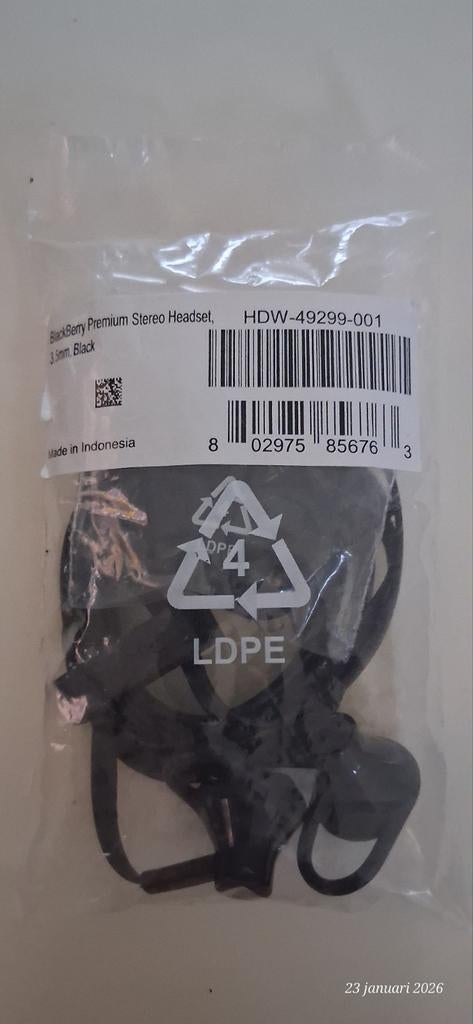 BlackBerry Premium Stereo Headset,
3.5mm, Black
HDW-49299-001
Made in Indonesia
8 02975 85676 3
4
LDPE
23 januari 2026